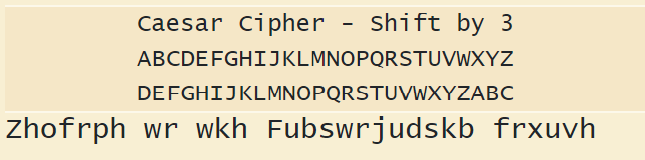 Caesar Cipher – Shift by 3
ABCDEFGHIJKLMNOPQRSTUVWXYZ
DEFGHIJKLMNOPQRSTUVWXYZABC
Zhofrph wr wkh Fubswrjudskb frxuvh